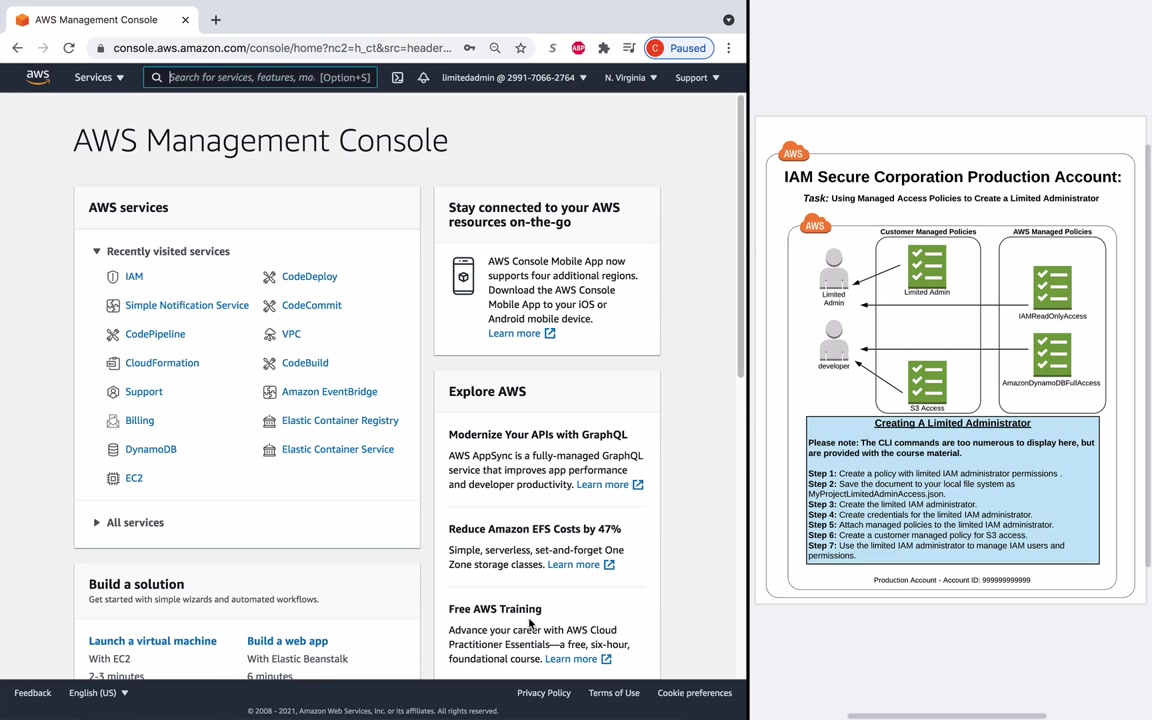 AWS Management Console
console.aws.amazon.com/console/home?nc2=h_ct&src=header...
ABP
C Paused
aws
Services
Search for services, features, ma. [Option+S]
limitedadmin @ 2991-7066-2764
N. Virginia
Support
AWS Management Console
AWS services
Recently visited services
IAM
CodeDeploy
Simple Notification Service
CodeCommit
CodePipeline
VPC
CloudFormation
CodeBuild
Support
Amazon EventBridge
Billing
Elastic Container Registry
DynamoDB
Elastic Container Service
EC2
All services
Build a solution
Get started with simple wizards and automated workflows.
Launch a virtual machine
With EC2
2-3 minutes
Build a web app
With Elastic Beanstalk
6 minutes
Stay connected to your AWS
resources on-the-go
AWS Console Mobile App now
supports four additional regions.
Download the AWS Console
Mobile App to your iOS or
Android mobile device.
Learn more
Explore AWS
Modernize Your APIs with GraphQL
AWS AppSync is a fully-managed GraphQL
service that improves app performance
and developer productivity. Learn more
Reduce Amazon EFS Costs by 47%
Simple, serverless, set-and-forget One
Zone storage classes. Learn more
Free AWS Training
Advance your career with AWS Cloud
Practitioner Essentials—a free, six-hour,
foundational course. Learn more
Feedback
English (US)
Privacy Policy
Terms of Use
Cookie preferences
© 2008 - 2021, Amazon Web Services, Inc. or its affiliates. All rights reserved.
AWS
IAM Secure Corporation Production Account:
Task: Using Managed Access Policies to Create a Limited Administrator
AWS
Customer Managed Policies
AWS Managed Policies
Limited
Admin
Limited Admin
IAMReadOnlyAccess
developer
AmazonDynamoDBFullAccess
S3 Access
Creating A Limited Administrator
Please note: The CLI commands are too numerous to display here, but
are provided with the course material.
Step 1: Create a policy with limited IAM administrator permissions .
Step 2: Save the document to your local file system as
MyProjectLimitedAdminAccess.json.
Step 3: Create the limited IAM administrator.
Step 4: Create credentials for the limited IAM administrator.
Step 5: Attach managed policies to the limited IAM administrator.
Step 6: Create a customer managed policy for S3 access.
Step 7: Use the limited IAM administrator to manage IAM users and
permissions.
Production Account - Account ID: 999999999999